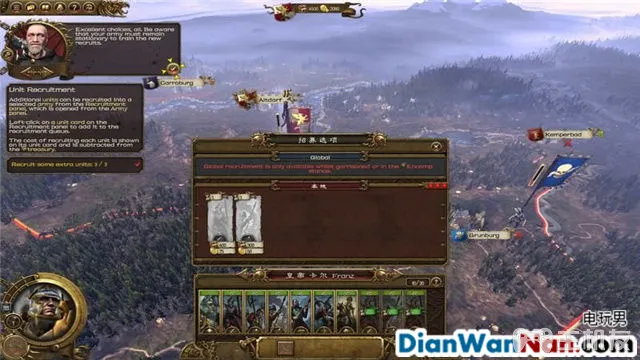 4500
2090
Excellent choices, all. Be aware
that your army must remain
stationary to train the new
recruits.
Carroburg
Altdorf
Unit Recruitment
Additional units can be recruited into a
selected army from the Recruitment
panel, which is opened from the Army
panel.
Left-click on a unit card on the
Recruitment panel to add it to the
recruitment queue.
The cost of recruiting each unit is shown
on its unit card and is subtracted from
the treasury.
Recruit some extra units: 3 / 3
Kemperbad
招募选项
Global
Global recruitment is only available whilst garrisoned or in the Encamp
stance.
本地
Grunburg
皇帝卡尔 Franz
电玩男
DianWanNan.com